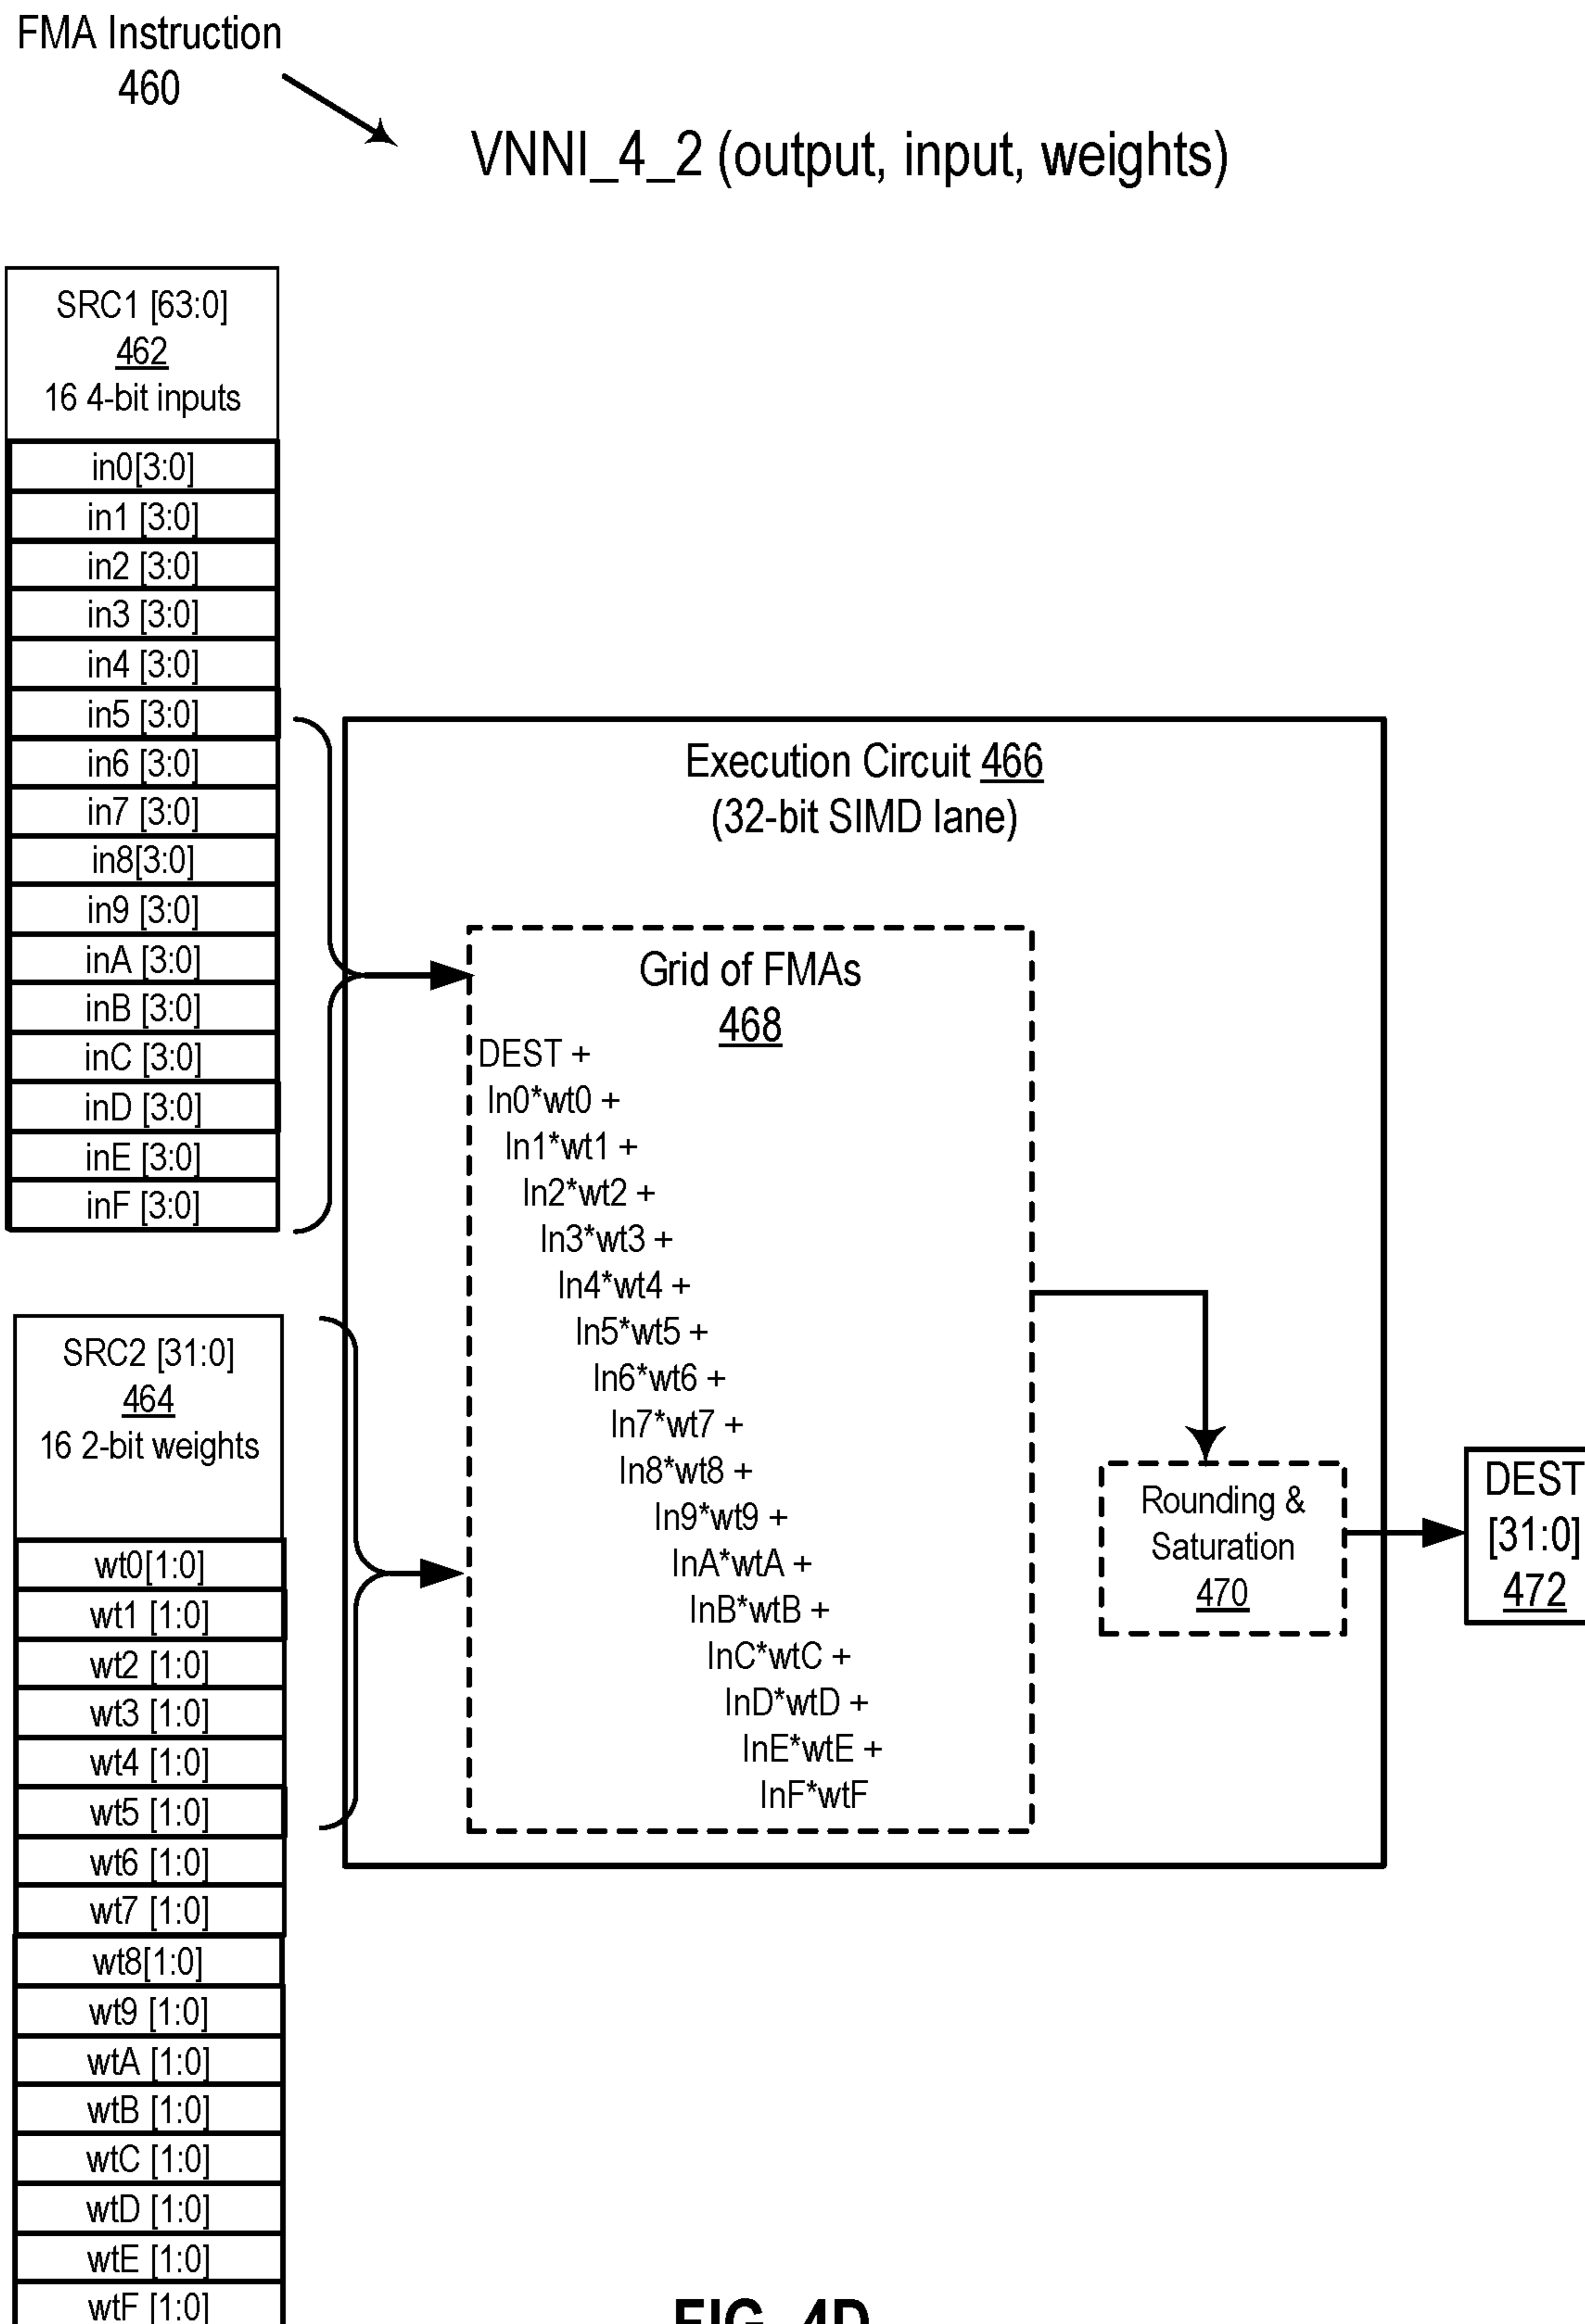 FMA Instruction
460
VNNI_4_2 (output, input, weights)
SRC1 [63:0]
462
16 4-bit inputs
in0[3:0]
in1 [3:0]
in2 [3:0]
in3 [3:0]
in4 [3:0]
in5 [3:0]
in6 [3:0]
in7 [3:0]
in8[3:0]
in9 [3:0]
inA [3:0]
inB [3:0]
inC [3:0]
inD [3:0]
inE [3:0]
inF [3:0]
SRC2 [31:0]
464
16 2-bit weights
wt0[1:0]
wt1 [1:0]
wt2 [1:0]
wt3 [1:0]
wt4 [1:0]
wt5 [1:0]
wt6 [1:0]
wt7 [1:0]
wt8[1:0]
wt9 [1:0]
wtA [1:0]
wtB [1:0]
wtC [1:0]
wtD [1:0]
wtE [1:0]
wtF [1:0]
Execution Circuit 466
(32-bit SIMD lane)
Grid of FMAs
468
DEST +
In0*wt0 +
In1*wt1 +
In2*wt2 +
In3*wt3 +
In4*wt4 +
In5*wt5 +
In6*wt6 +
In7*wt7 +
In8*wt8 +
In9*wt9 +
InA*wtA +
InB*wtB +
InC*wtC +
InD*wtD +
InE*wtE +
InF*wtF
Rounding &
Saturation
470
DEST
[31:0]
472
FIG. 4D